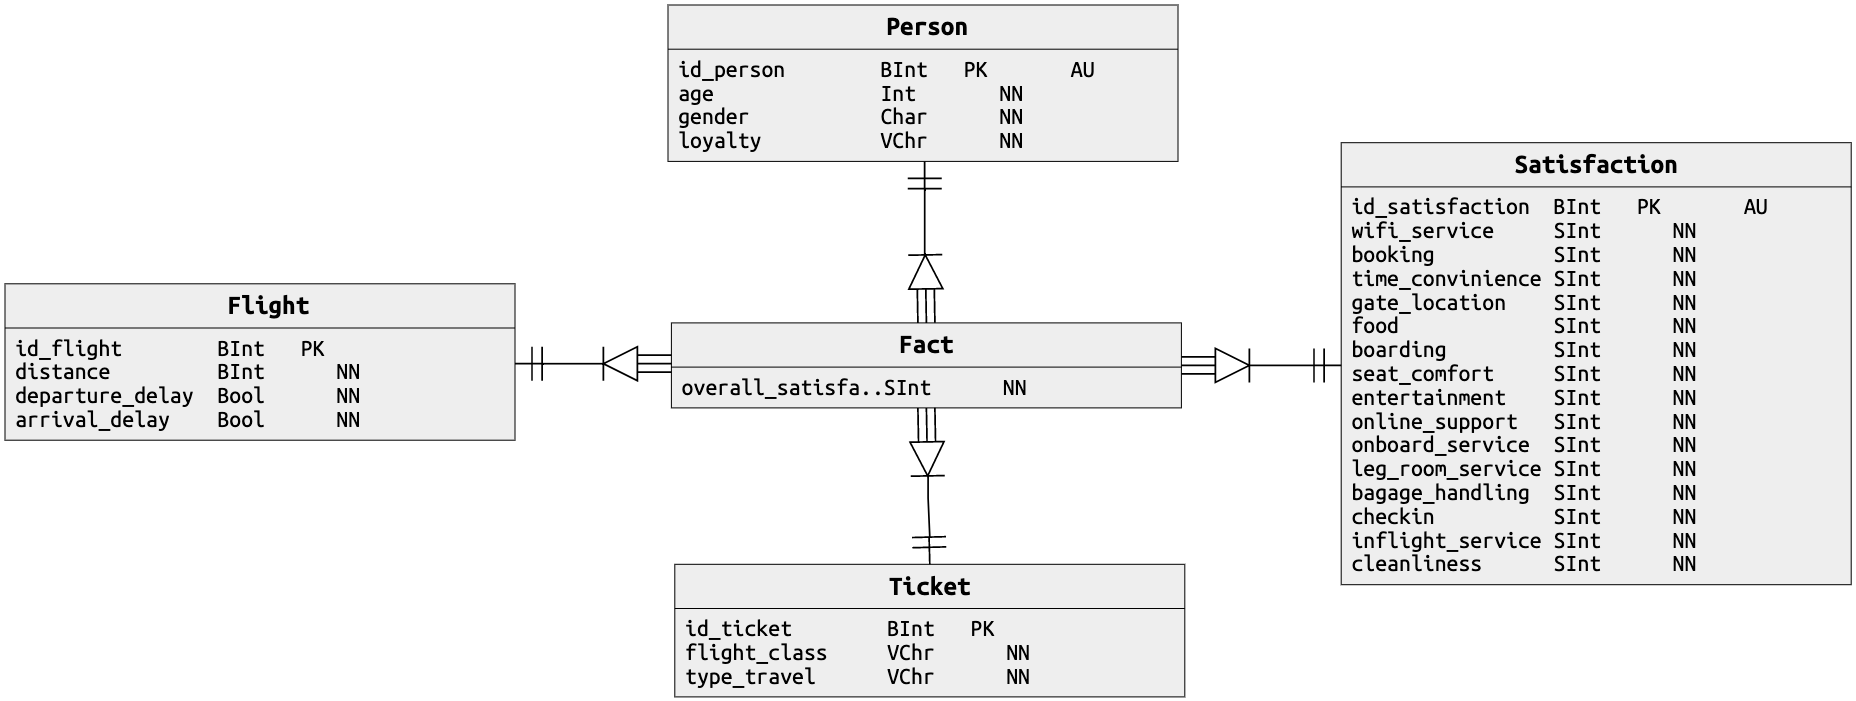 Person
id_person BInt PK AU
age Int NN
gender Char NN
loyalty VChr NN
Satisfaction
id_satisfaction BInt PK AU
wifi_service SInt NN
booking SInt NN
time_convinience SInt NN
gate_location SInt NN
food SInt NN
boarding SInt NN
seat_comfort SInt NN
entertainment SInt NN
online_support SInt NN
onboard_service SInt NN
leg_room_service SInt NN
bagage_handling SInt NN
checkin SInt NN
inflight_service SInt NN
cleanliness SInt NN
Flight
id_flight BInt PK
distance BInt NN
departure_delay Bool NN
arrival_delay Bool NN
Fact
overall_satisfa..SInt NN
Ticket
id_ticket BInt PK
flight_class VChr NN
type_travel VChr NN